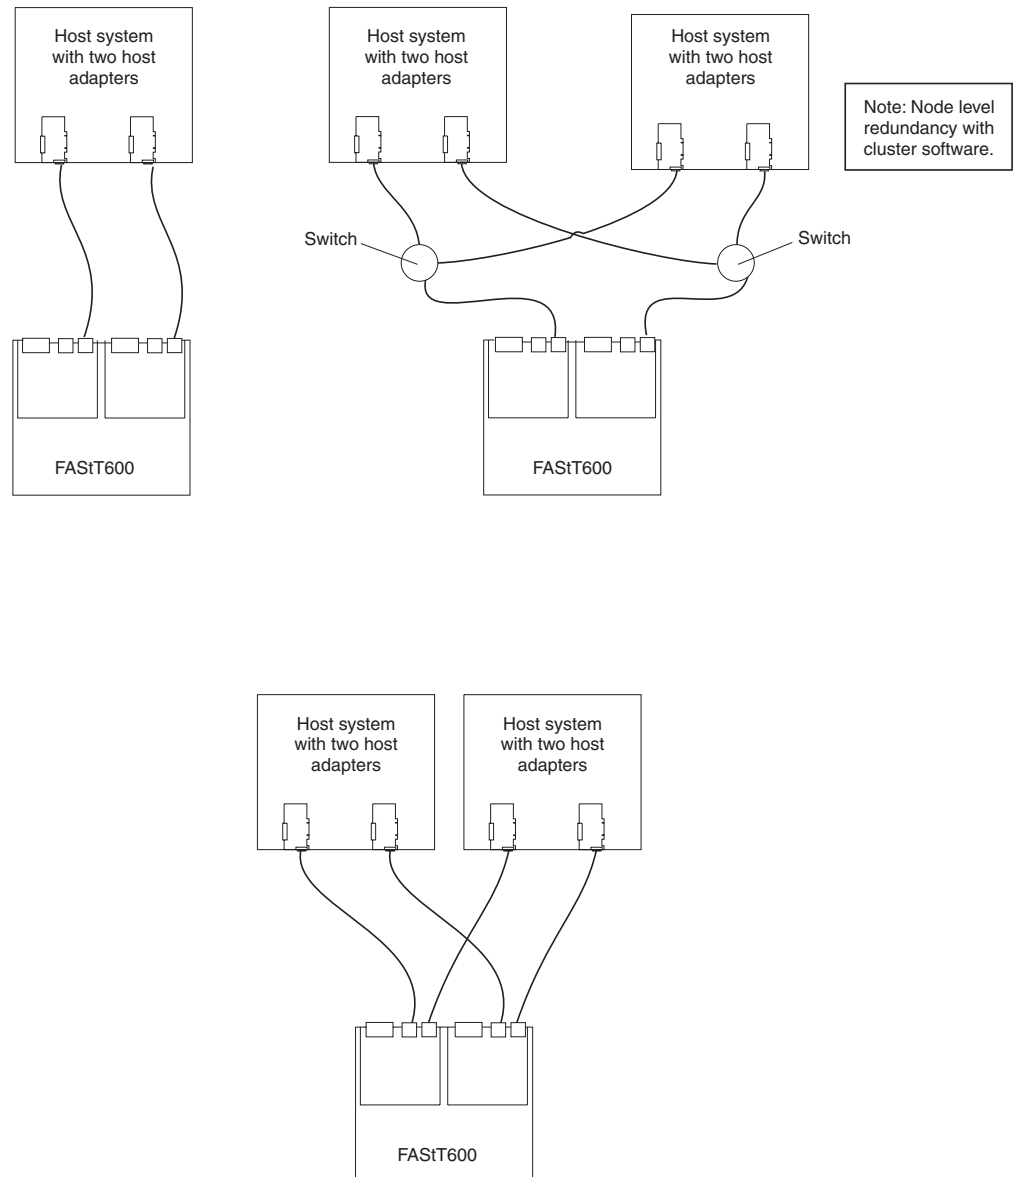 Host system
with two host
adapters
Host system
with two host
adapters
Host system
with two host
adapters
Note: Node level
redundancy with
cluster software.
Switch
Switch
FAStT600
FAStT600
Host system
with two host
adapters
Host system
with two host
adapters
FAStT600